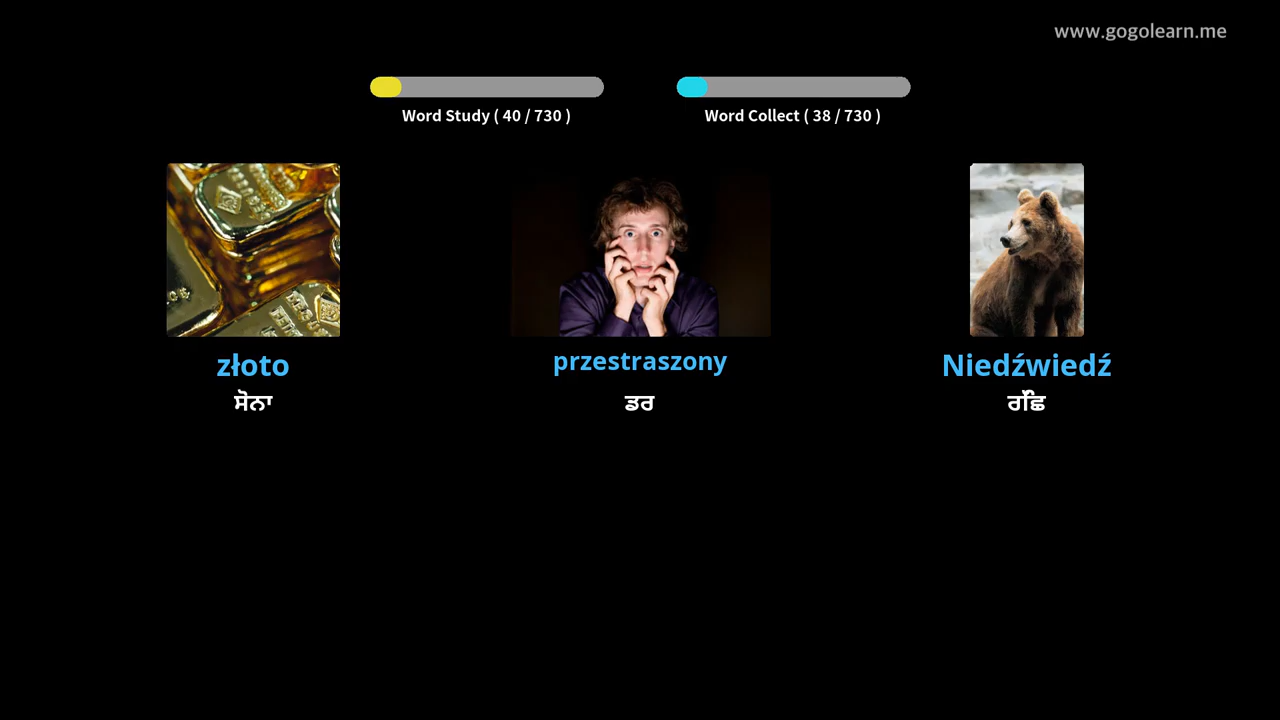 www.gogolearn.me
Word Study ( 40 / 730 )
Word Collect ( 38 / 730 )
złoto
przestraszony
Niedźwiedź
ਸੋਨਾ
ਡਰ
ਰਿੱਛ